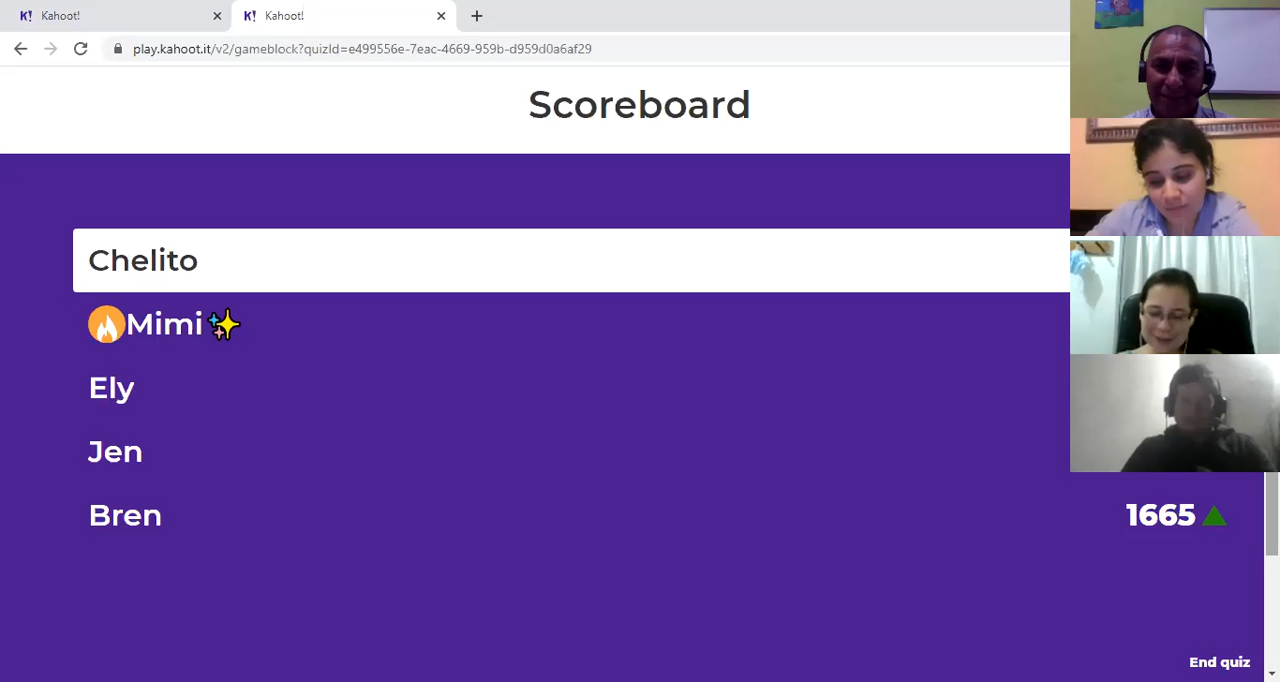 K! Kahoot!
K! Kahoot!
play.kahoot.it/v2/gameblock?quizId=e499556e-7eac-4669-959b-d959d0a6af29
Scoreboard
Chelito
Mimi✨
Ely
Jen
Bren 1665
End quiz